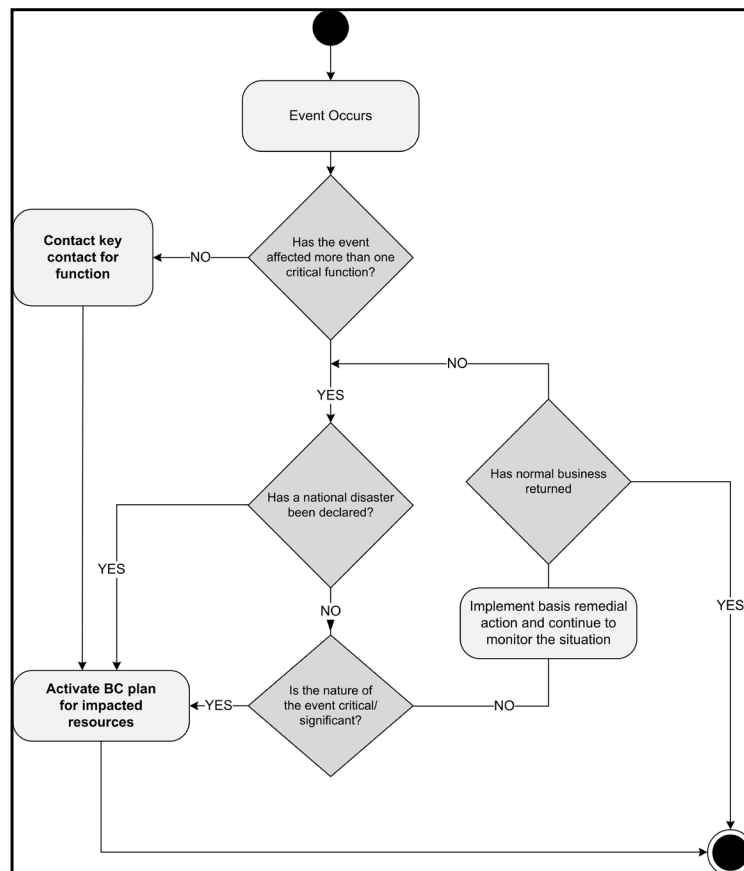 Event Occurs
Has the event
affected more than one
critical function?
NO
Contact key
contact for
function
YES
NO
Has a national disaster
been declared?
Has normal business
returned
YES
NO
YES
Implement basis remedial
action and continue to
monitor the situation
Is the nature of
the event critical/
significant?
YES
NO
Activate BC plan
for impacted
resources